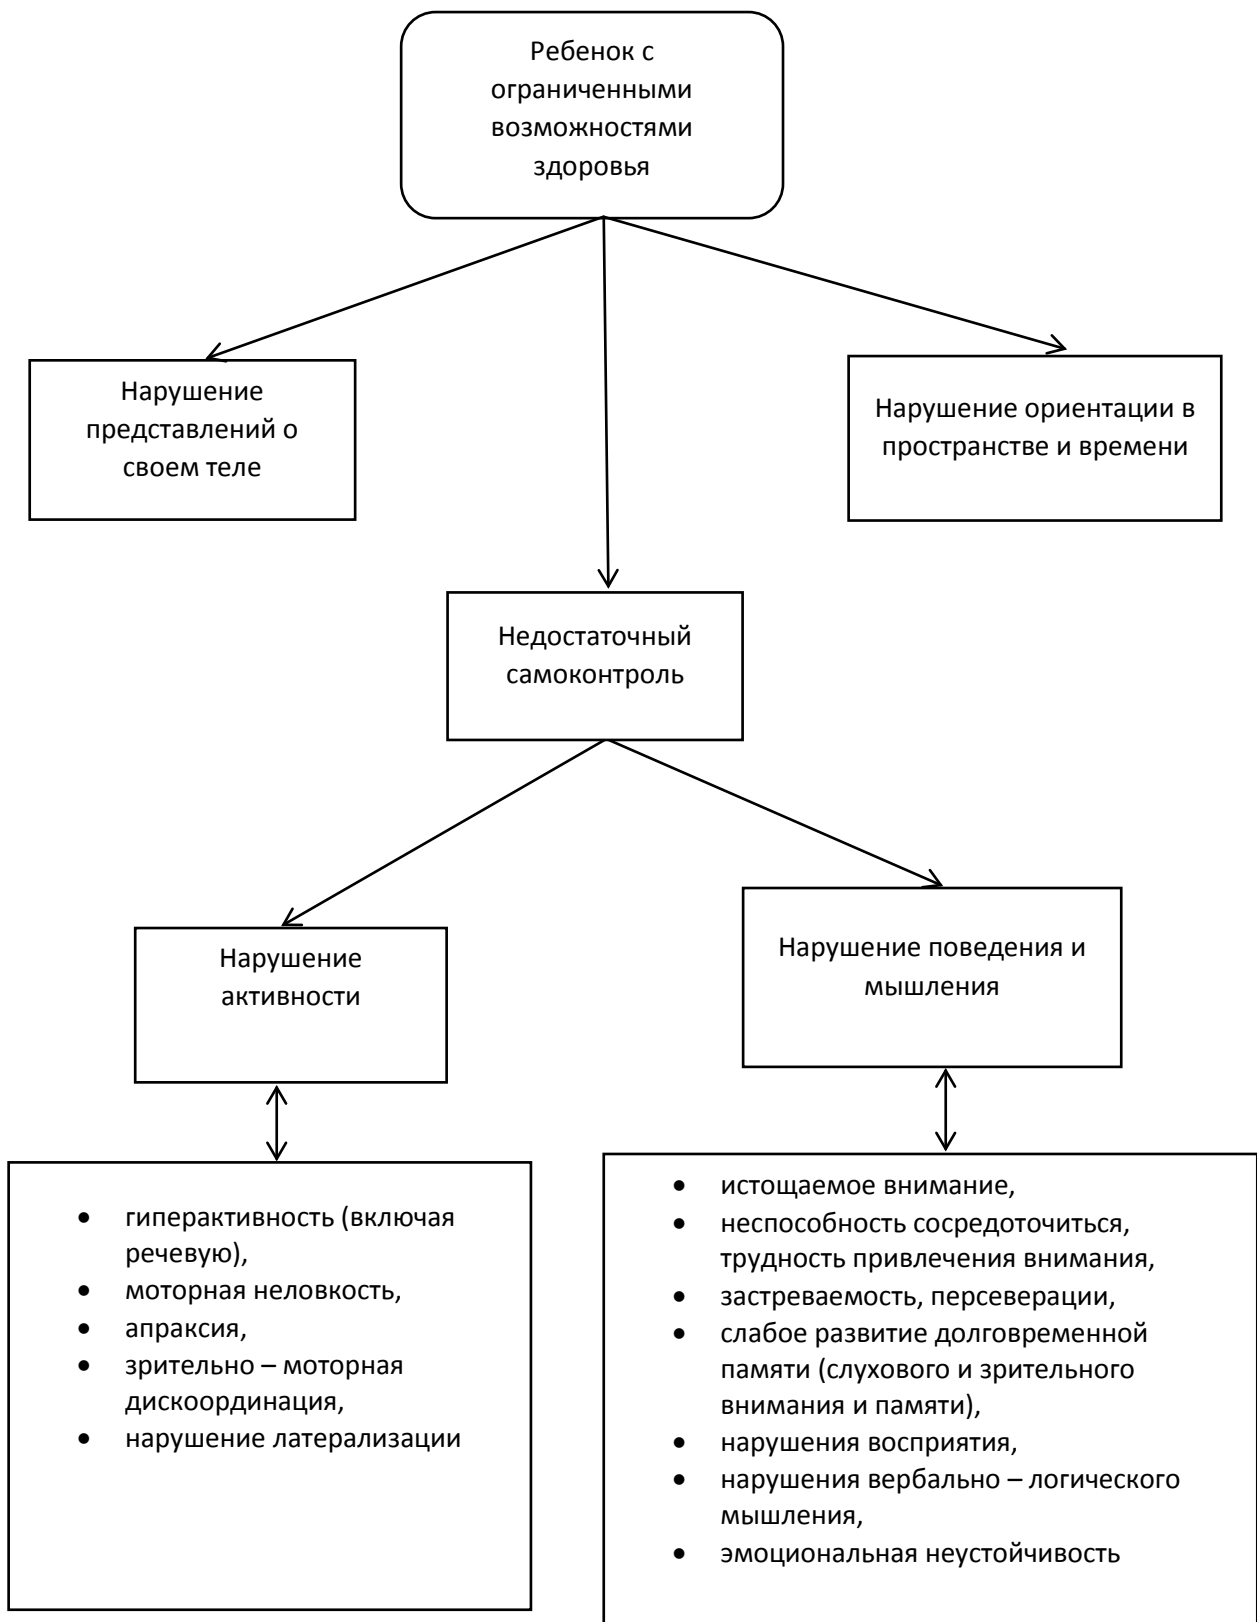 Ребенок с
ограниченными
возможностями
здоровья
Нарушение
представлений о
своем теле
Нарушение ориентации в
пространстве и времени
Недостаточный
самоконтроль
Нарушение
активности
Нарушение поведения и
мышления
• гиперактивность (включая
речевую),
• моторная неловкость,
• апраксия,
• зрительно – моторная
дискоординация,
• нарушение латерализации
• истощаемое внимание,
• неспособность сосредоточиться,
трудность привлечения внимания,
• застреваемость, персеверации,
• слабое развитие долговременной
памяти (слухового и зрительного
внимания и памяти),
• нарушения восприятия,
• нарушения вербально – логического
мышления,
• эмоциональная неустойчивость